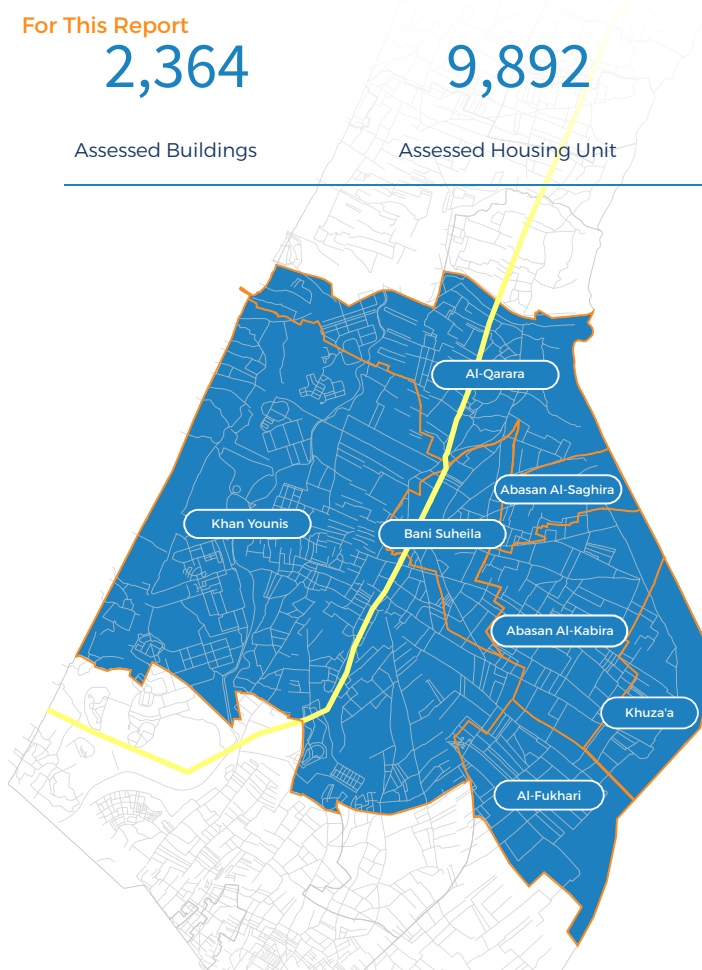 For This Report
2,364
9,892
Assessed Buildings
Assessed Housing Unit
Al-Qarara
Abasan Al-Saghira
Khan Younis
Bani Suheila
Abasan Al-Kabira
Khuza'a
Al-Fukhari